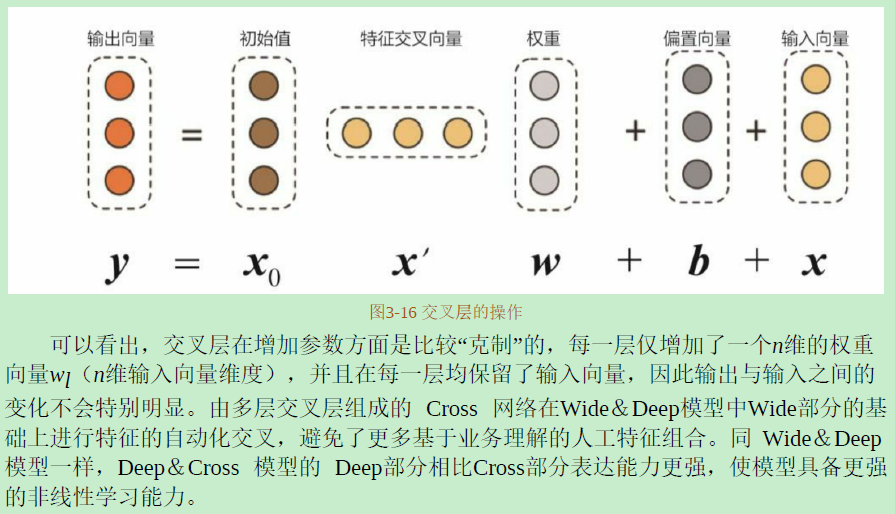 输出向量 初始值 特征交叉向量 权重 偏置向量 输入向量
= + +
y = x₀ x′ w + b + x
图3-16 交叉层的操作
可以看出，交叉层在增加参数方面是比较“克制”的，每一层仅增加了一个n维的权重
向量wₗ（n维输入向量维度），并且在每一层均保留了输入向量，因此输出与输入之间的
变化不会特别明显。由多层交叉层组成的 Cross 网络在Wide＆Deep模型中Wide部分的基
础上进行特征的自动化交叉，避免了更多基于业务理解的人工特征组合。同 Wide＆Deep
模型一样，Deep＆Cross 模型的 Deep部分相比Cross部分表达能力更强，使模型具备更强
的非线性学习能力。